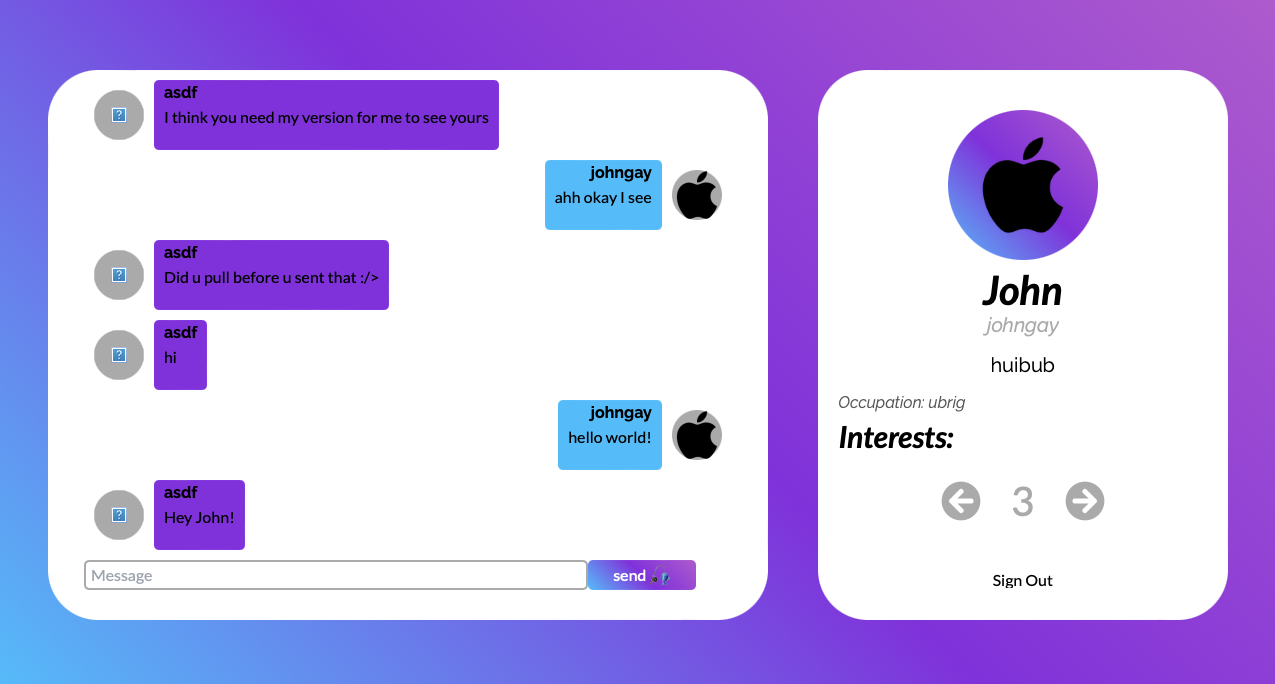 asdf
I think you need my version for me to see yours
johngay
ahh okay I see
asdf
Did u pull before u sent that :/>
asdf
hi
johngay
hello world!
asdf
Hey John!
Message
send 🎣
John
johngay
huibub
Occupation: ubrig
Interests:
3
Sign Out